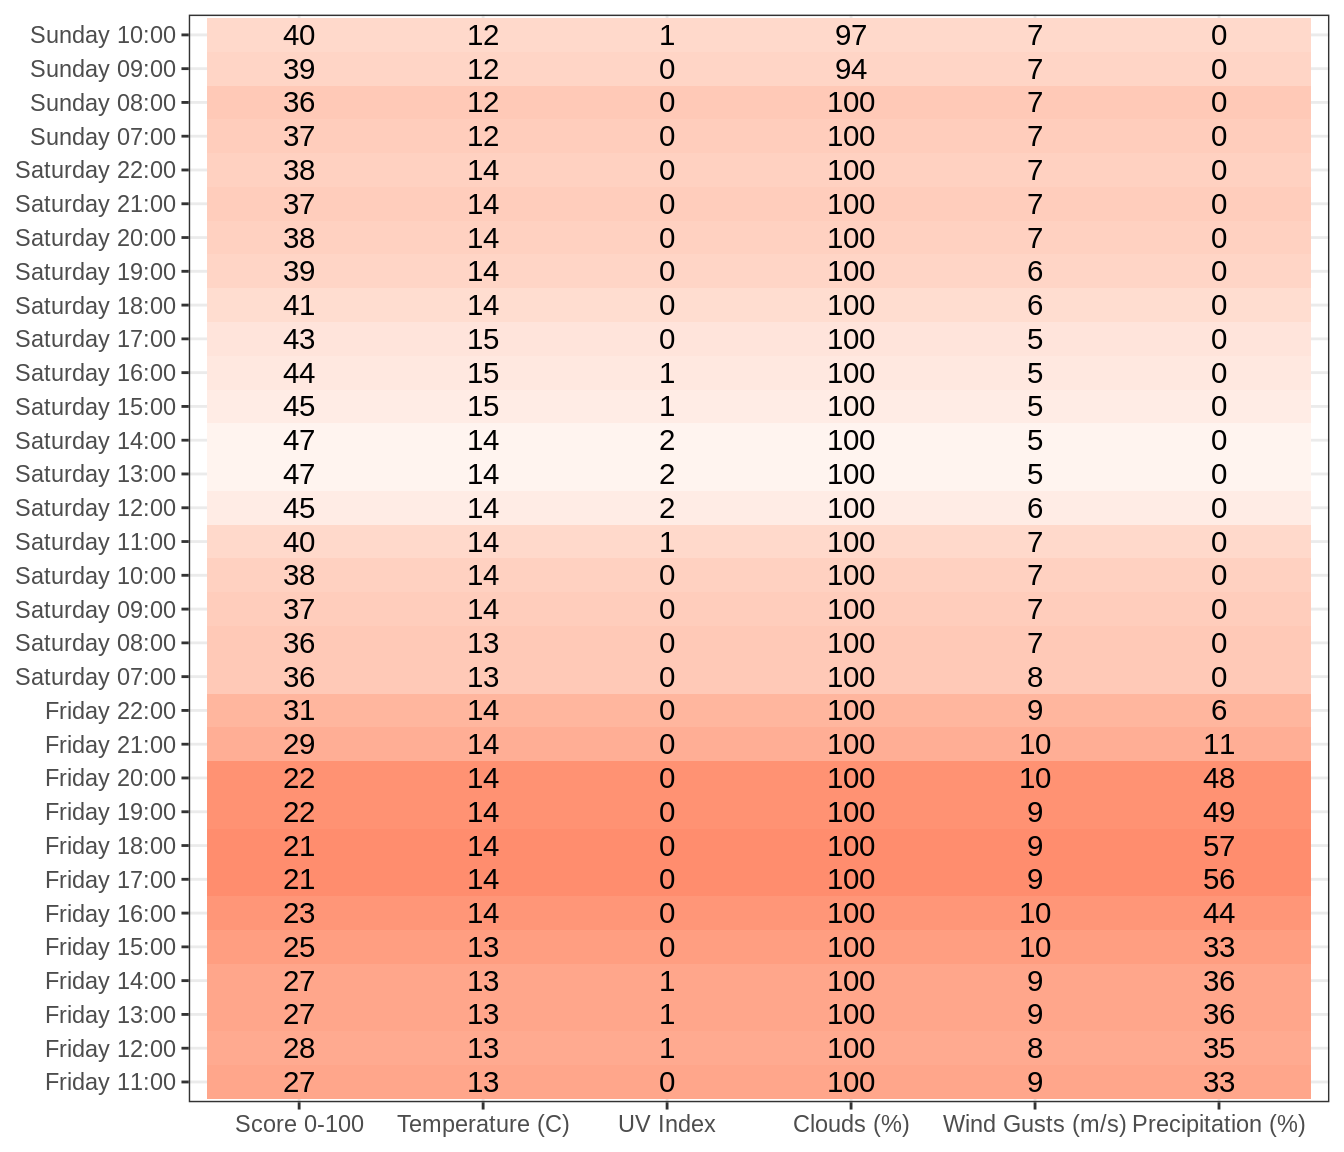 Sunday 10:00 40 12 1 97 7 0
Sunday 09:00 39 12 0 94 7 0
Sunday 08:00 36 12 0 100 7 0
Sunday 07:00 37 12 0 100 7 0
Saturday 22:00 38 14 0 100 7 0
Saturday 21:00 37 14 0 100 7 0
Saturday 20:00 38 14 0 100 7 0
Saturday 19:00 39 14 0 100 6 0
Saturday 18:00 41 14 0 100 6 0
Saturday 17:00 43 15 0 100 5 0
Saturday 16:00 44 15 1 100 5 0
Saturday 15:00 45 15 1 100 5 0
Saturday 14:00 47 14 2 100 5 0
Saturday 13:00 47 14 2 100 5 0
Saturday 12:00 45 14 2 100 6 0
Saturday 11:00 40 14 1 100 7 0
Saturday 10:00 38 14 0 100 7 0
Saturday 09:00 37 14 0 100 7 0
Saturday 08:00 36 13 0 100 7 0
Saturday 07:00 36 13 0 100 8 0
Friday 22:00 31 14 0 100 9 6
Friday 21:00 29 14 0 100 10 11
Friday 20:00 22 14 0 100 10 48
Friday 19:00 22 14 0 100 9 49
Friday 18:00 21 14 0 100 9 57
Friday 17:00 21 14 0 100 9 56
Friday 16:00 23 14 0 100 10 44
Friday 15:00 25 13 0 100 10 33
Friday 14:00 27 13 1 100 9 36
Friday 13:00 27 13 1 100 9 36
Friday 12:00 28 13 1 100 8 35
Friday 11:00 27 13 0 100 9 33
Score 0-100 Temperature (C) UV Index Clouds (%) Wind Gusts (m/s) Precipitation (%)